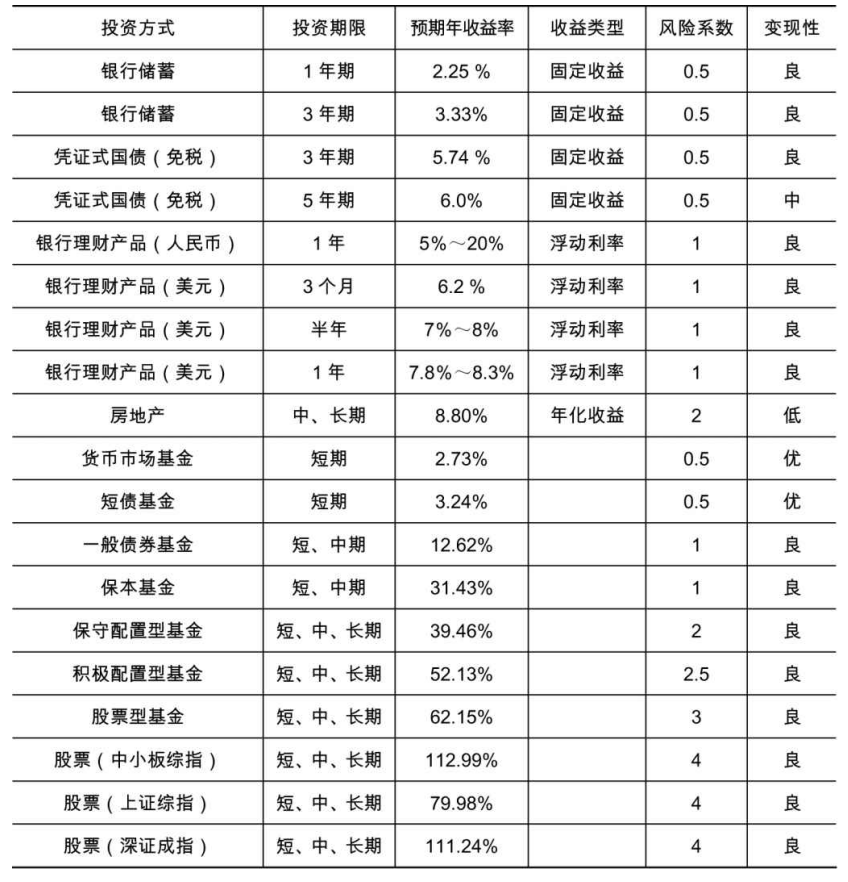 投资方式 投资期限 预期年收益率 收益类型 风险系数 变现性
银行储蓄 1 年期 2.25 % 固定收益 0.5 良
银行储蓄 3 年期 3.33% 固定收益 0.5 良
凭证式国债（免税） 3 年期 5.74 % 固定收益 0.5 良
凭证式国债（免税） 5 年期 6.0% 固定收益 0.5 中
银行理财产品（人民币） 1 年 5%～20% 浮动利率 1 良
银行理财产品（美元） 3 个月 6.2 % 浮动利率 1 良
银行理财产品（美元） 半年 7%～8% 浮动利率 1 良
银行理财产品（美元） 1 年 7.8%～8.3% 浮动利率 1 良
房地产 中、长期 8.80% 年化收益 2 低
货币市场基金 短期 2.73% 0.5 优
短债基金 短期 3.24% 0.5 优
一般债券基金 短、中期 12.62% 1 良
保本基金 短、中期 31.43% 1 良
保守配置型基金 短、中、长期 39.46% 2 良
积极配置型基金 短、中、长期 52.13% 2.5 良
股票型基金 短、中、长期 62.15% 3 良
股票（中小板综指） 短、中、长期 112.99% 4 良
股票（上证综指） 短、中、长期 79.98% 4 良
股票（深证成指） 短、中、长期 111.24% 4 良